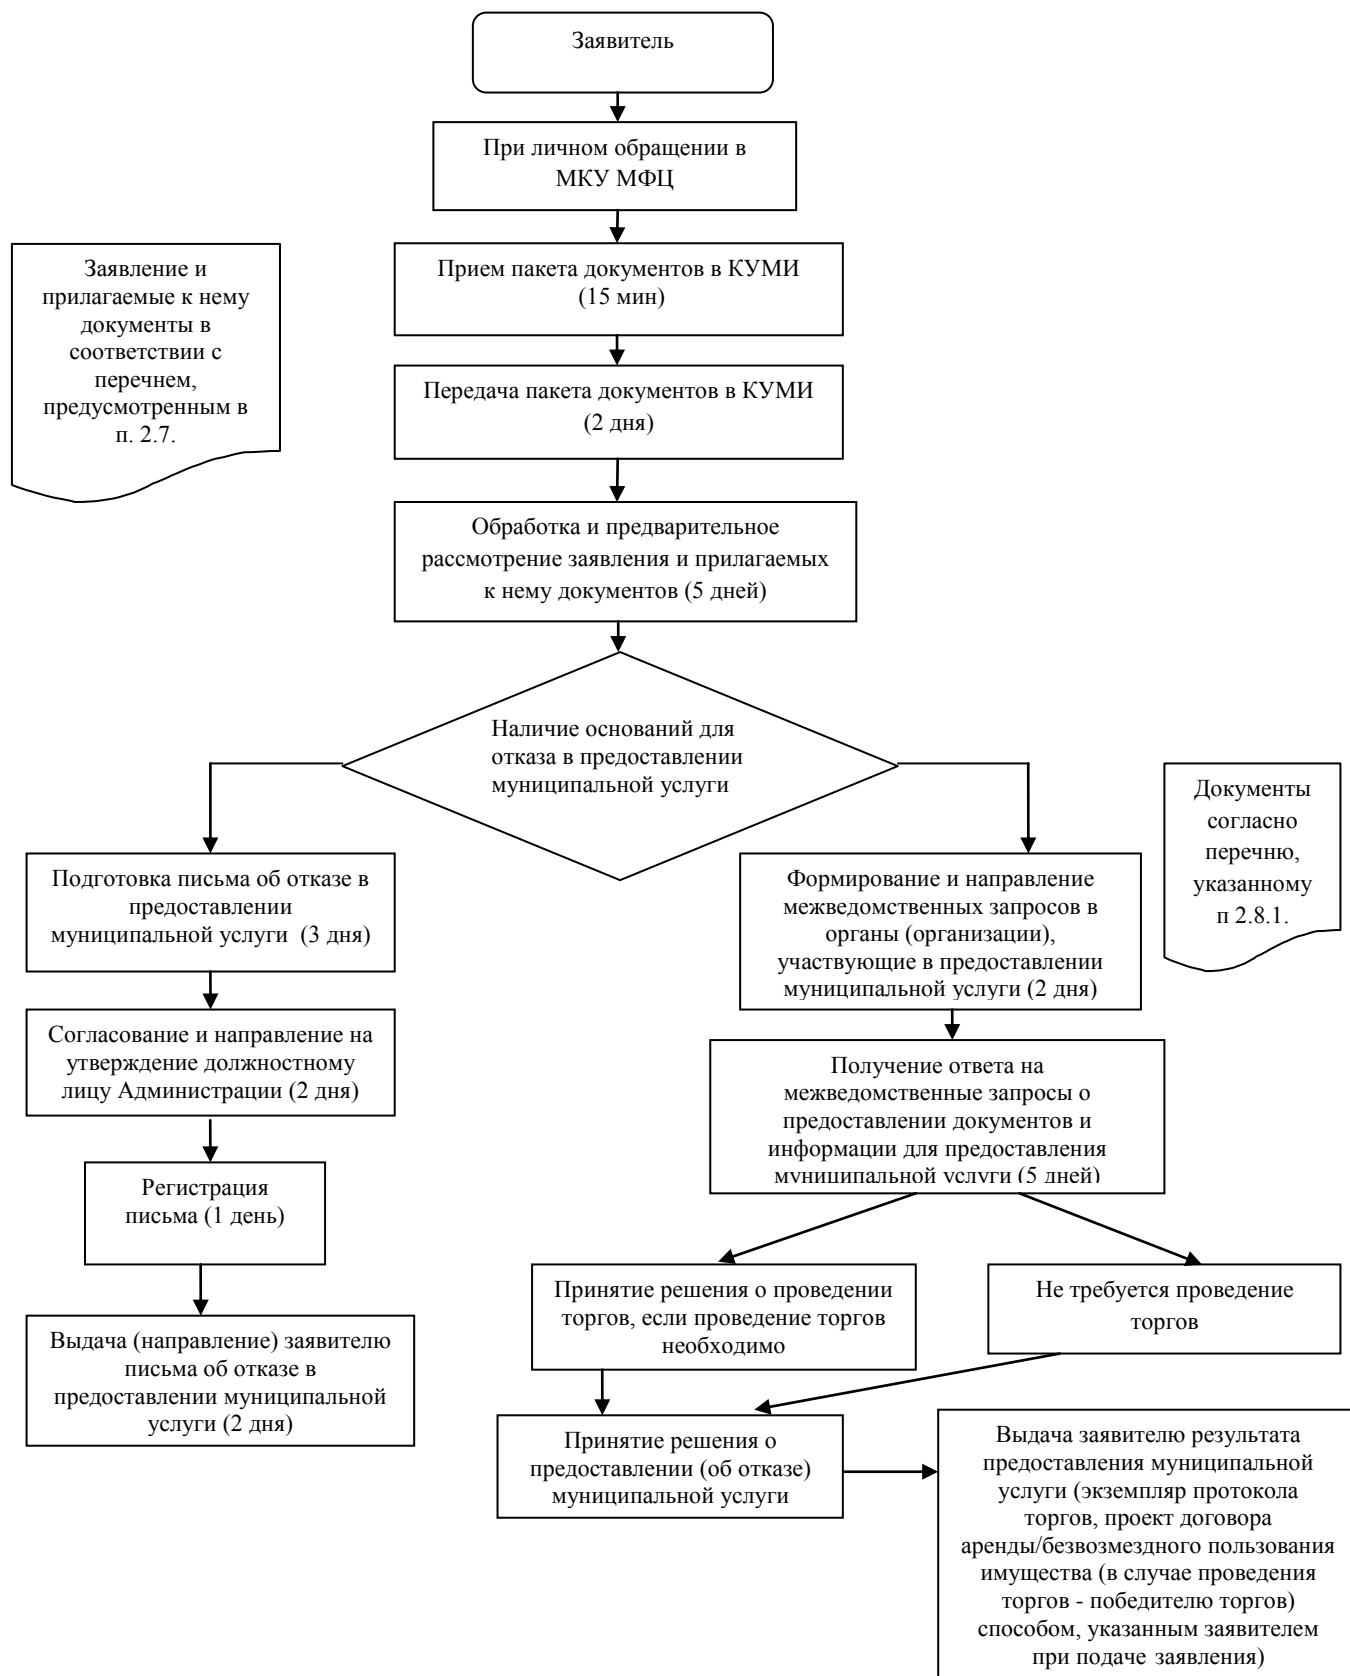 Заявитель
При личном обращении в
МКУ МФЦ
Прием пакета документов в КУМИ
(15 мин)
Заявление и
прилагаемые к нему
документы в
соответствии с
перечнем,
предусмотренным в
п. 2.7.
Передача пакета документов в КУМИ
(2 дня)
Обработка и предварительное
рассмотрение заявления и прилагаемых
к нему документов (5 дней)
Наличие оснований для
отказа в предоставлении
муниципальной услуги
Документы
согласно
перечню,
указанному
п 2.8.1.
Подготовка письма об отказе в
предоставлении
муниципальной услуги (3 дня)
Формирование и направление
межведомственных запросов в
органы (организации),
участвующие в предоставлении
муниципальной услуги (2 дня)
Согласование и направление на
утверждение должностному
лицу Администрации (2 дня)
Получение ответа на
межведомственные запросы о
предоставлении документов и
информации для предоставления
муниципальной услуги (5 дней)
Регистрация
письма (1 день)
Принятие решения о проведении
торгов, если проведение торгов
необходимо
Не требуется проведение
торгов
Выдача (направление) заявителю
письма об отказе в
предоставлении муниципальной
услуги (2 дня)
Принятие решения о
предоставлении (об отказе)
муниципальной услуги
Выдача заявителю результата
предоставления муниципальной
услуги (экземпляр протокола
торгов, проект договора
аренды/безвозмездного пользования
имущества (в случае проведения
торгов - победителю торгов)
способом, указанным заявителем
при подаче заявления)